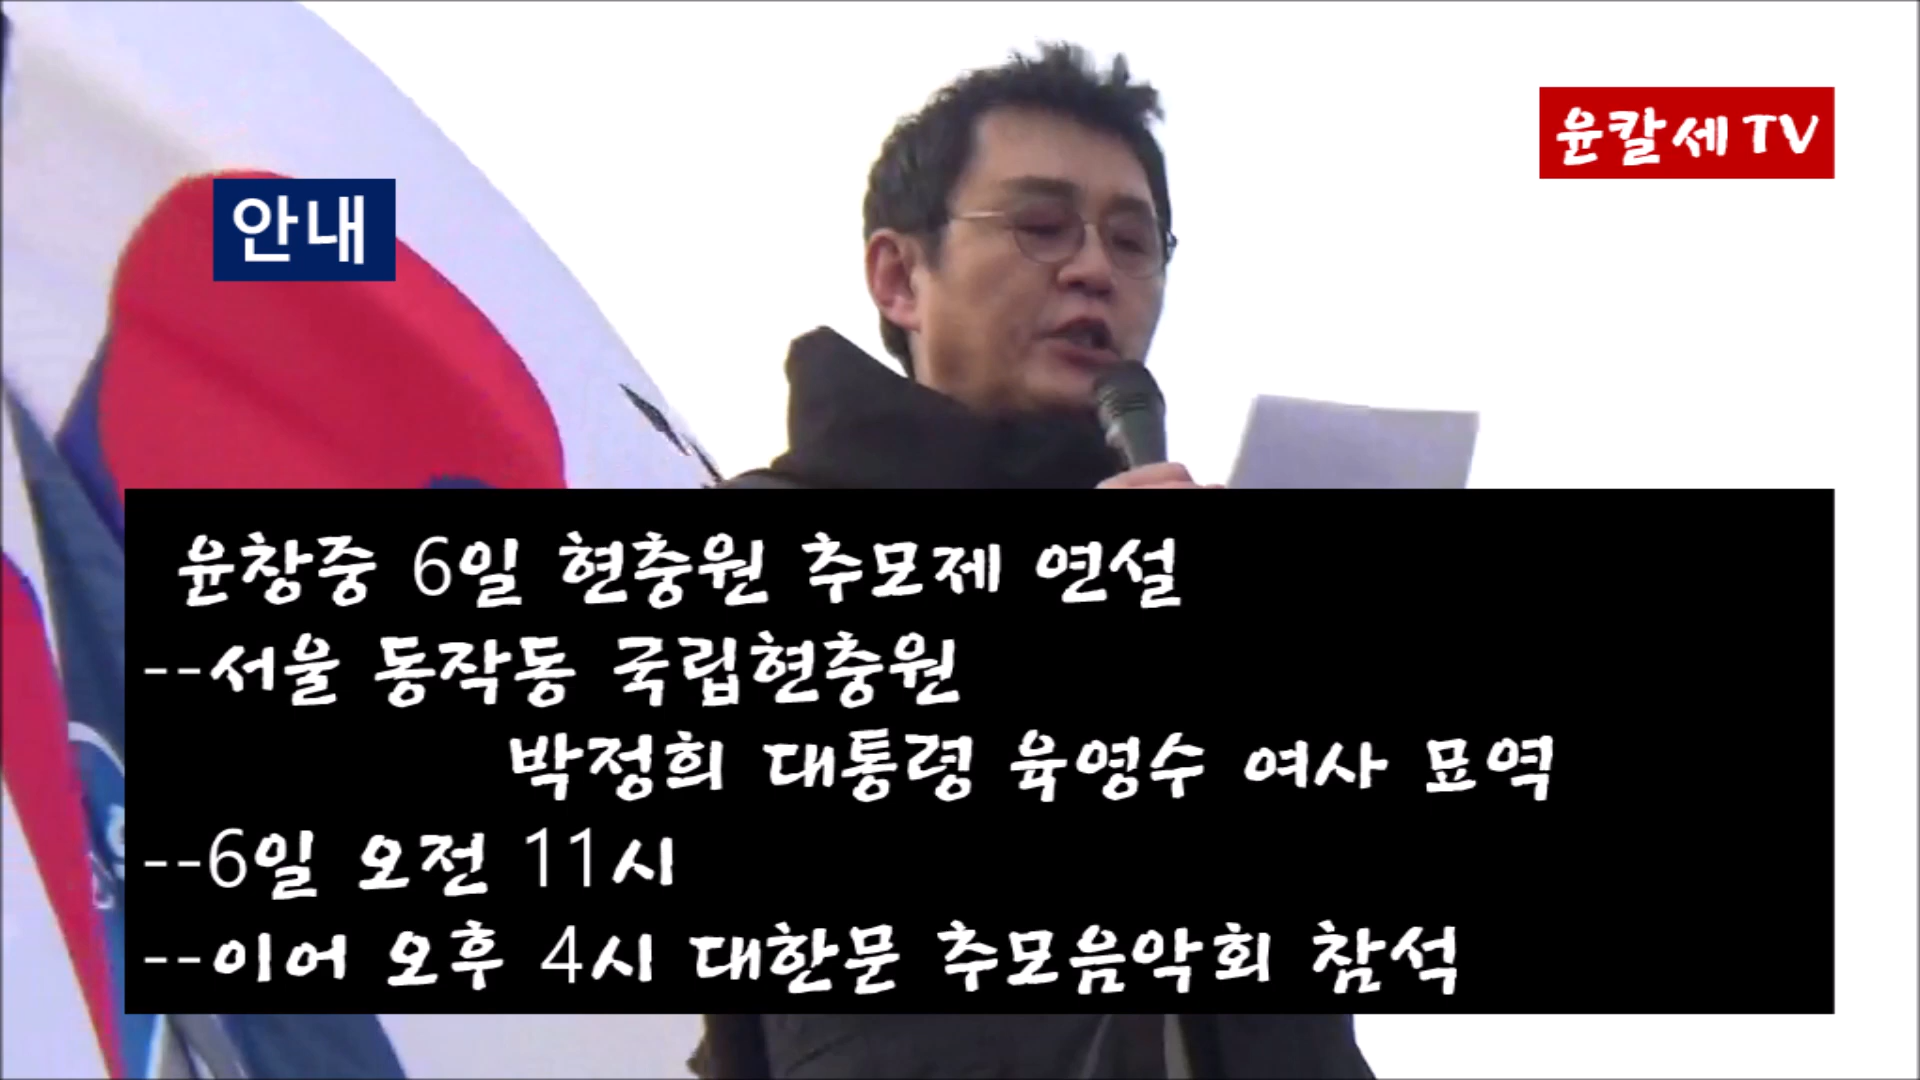 윤칼세TV
안내
윤창중 6일 현충원 추모제 연설
--서울 동작동 국립현충원
박정희 대통령 육영수 여사 묘역
--6일 오전 11시
--이어 오후 4시 대한문 추모음악회 참석